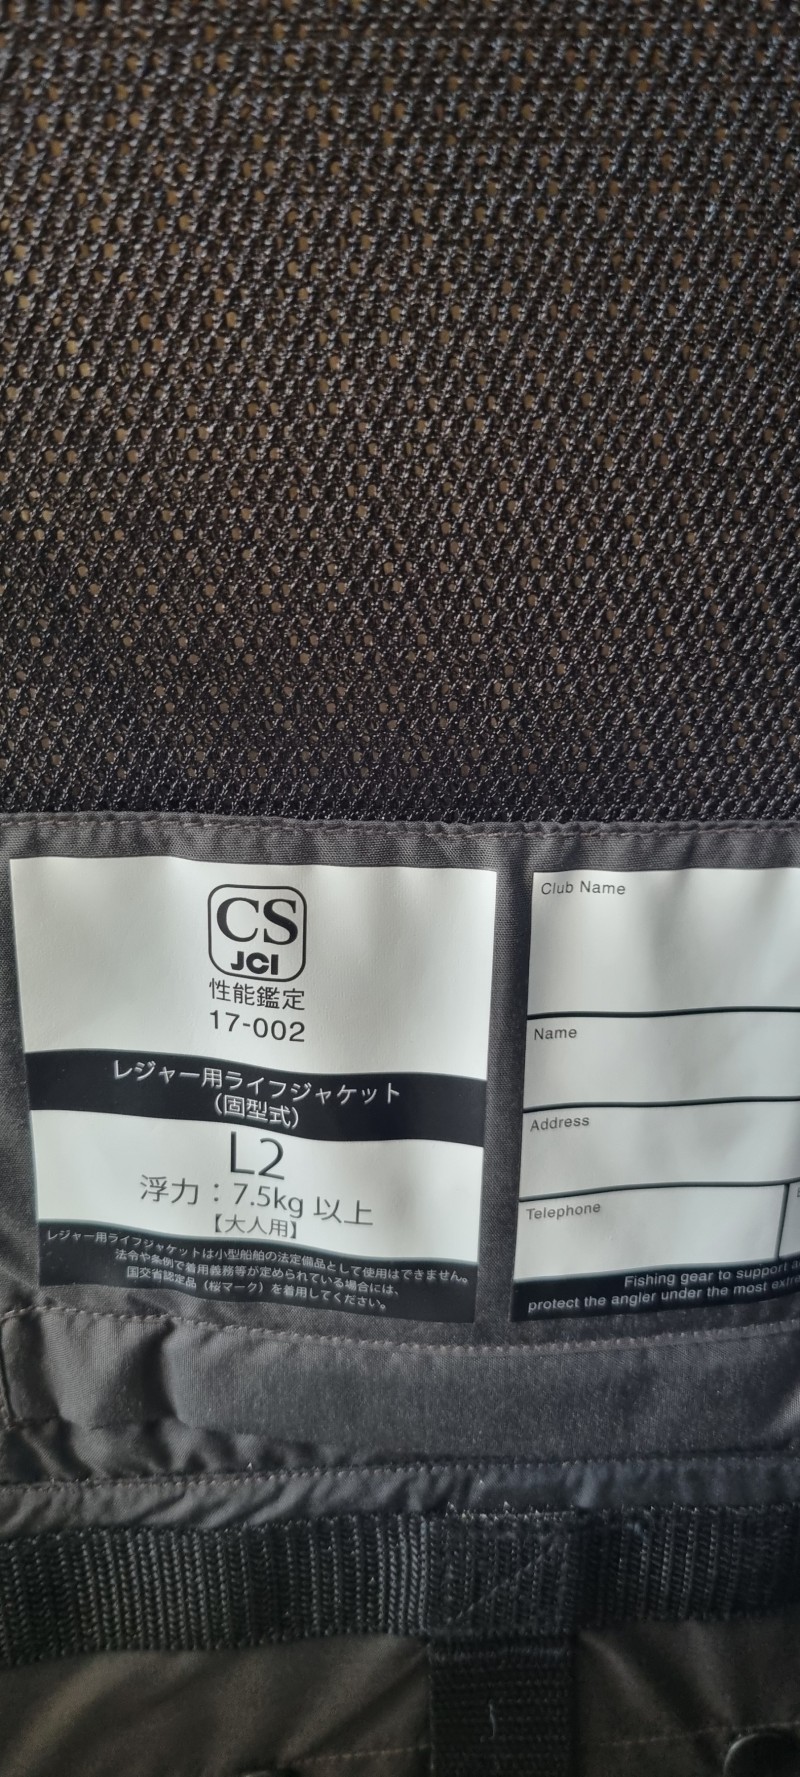 CS
JCI
性能鑑定
17-002
レジャー用ライフジャケット
(固型式)
L2
浮力：7.5kg 以上
【大人用】
レジャー用ライフジャケットは小型船舶の法定備品として使用はできません。
法令や条例で着用義務等が定められている場合には、
国交省認定品（桜マーク）を着用してください。
Club Name
Name
Address
Telephone
Fishing gear to support
protect the angler under the most